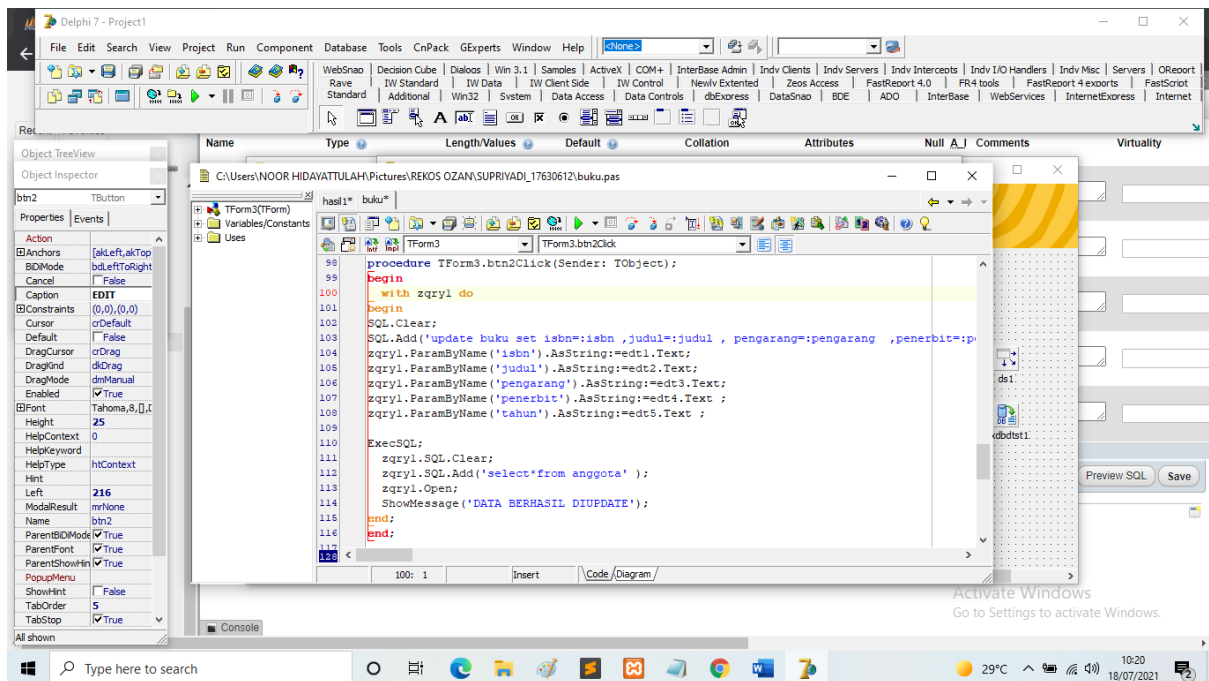 Delphi 7 - Project1
File Edit Search View Project Run Component Database Tools CnPack GExperts Window Help <None>
WebSnap Decision Cube Dialogs Win 3.1 Samples ActiveX COM+ InterBase Admin Indy Clients Indy Servers Indy Intercepts Indy I/O Handlers Indy Misc Servers QReport
Rave IW Standard IW Data IW Client Side IW Control Newly Extented Zeos Access FastReport 4.0 FR4 tools FastReport 4 exports FastScript
Standard Additional Win32 System Data Access Data Controls dbExpress DataSnap BDE ADO InterBase WebServices InternetExpress Internet
Name Type Length/Values Default Collation Attributes Null A_I Comments Virtuality
Object TreeView
Object Inspector
btn2 TButton
Properties Events
Action
Anchors [akLeft,akTop
BiDiMode bdLeftToRight
Cancel False
Caption EDIT
Constraints (0,0),(0,0)
Cursor crDefault
Default False
DragCursor crDrag
DragKind dkDrag
DragMode dmManual
Enabled True
Font Tahoma,8,[],[
Height 25
HelpContext 0
HelpKeyword
HelpType htContext
Hint
Left 216
ModalResult mrNone
Name btn2
ParentBiDiMode True
ParentFont True
ParentShowHin True
PopupMenu
ShowHint False
TabOrder 5
TabStop True
All shown
C:\Users\NOOR HIDAYATTULAH\Pictures\REKOS OZAN\SUPRIYADI_17630612\buku.pas
TForm3(TForm)
Variables/Constants
Uses
hasil1* buku*
TForm3 TForm3.btn2Click
98 procedure TForm3.btn2Click(Sender: TObject);
99 begin
100 with zqry1 do
101 begin
102 SQL.Clear;
103 SQL.Add('update buku set isbn=:isbn ,judul=:judul , pengarang=:pengarang ,penerbit=:p
104 zqry1.ParamByName('isbn').AsString:=edt1.Text;
105 zqry1.ParamByName('judul').AsString:=edt2.Text;
106 zqry1.ParamByName('pengarang').AsString:=edt3.Text;
107 zqry1.ParamByName('penerbit').AsString:=edt4.Text ;
108 zqry1.ParamByName('tahun').AsString:=edt5.Text ;
109
110 ExecSQL;
111 zqry1.SQL.Clear;
112 zqry1.SQL.Add('select*from anggota' );
113 zqry1.Open;
114 ShowMessage('DATA BERHASIL DIUPDATE');
115 end;
116 end;
117
128
100: 1 Insert Code Diagram
ds1
xdbdtst1
Preview SQL Save
Activate Windows
Go to Settings to activate Windows.
Console
Type here to search
29°C
10:20
18/07/2021
2